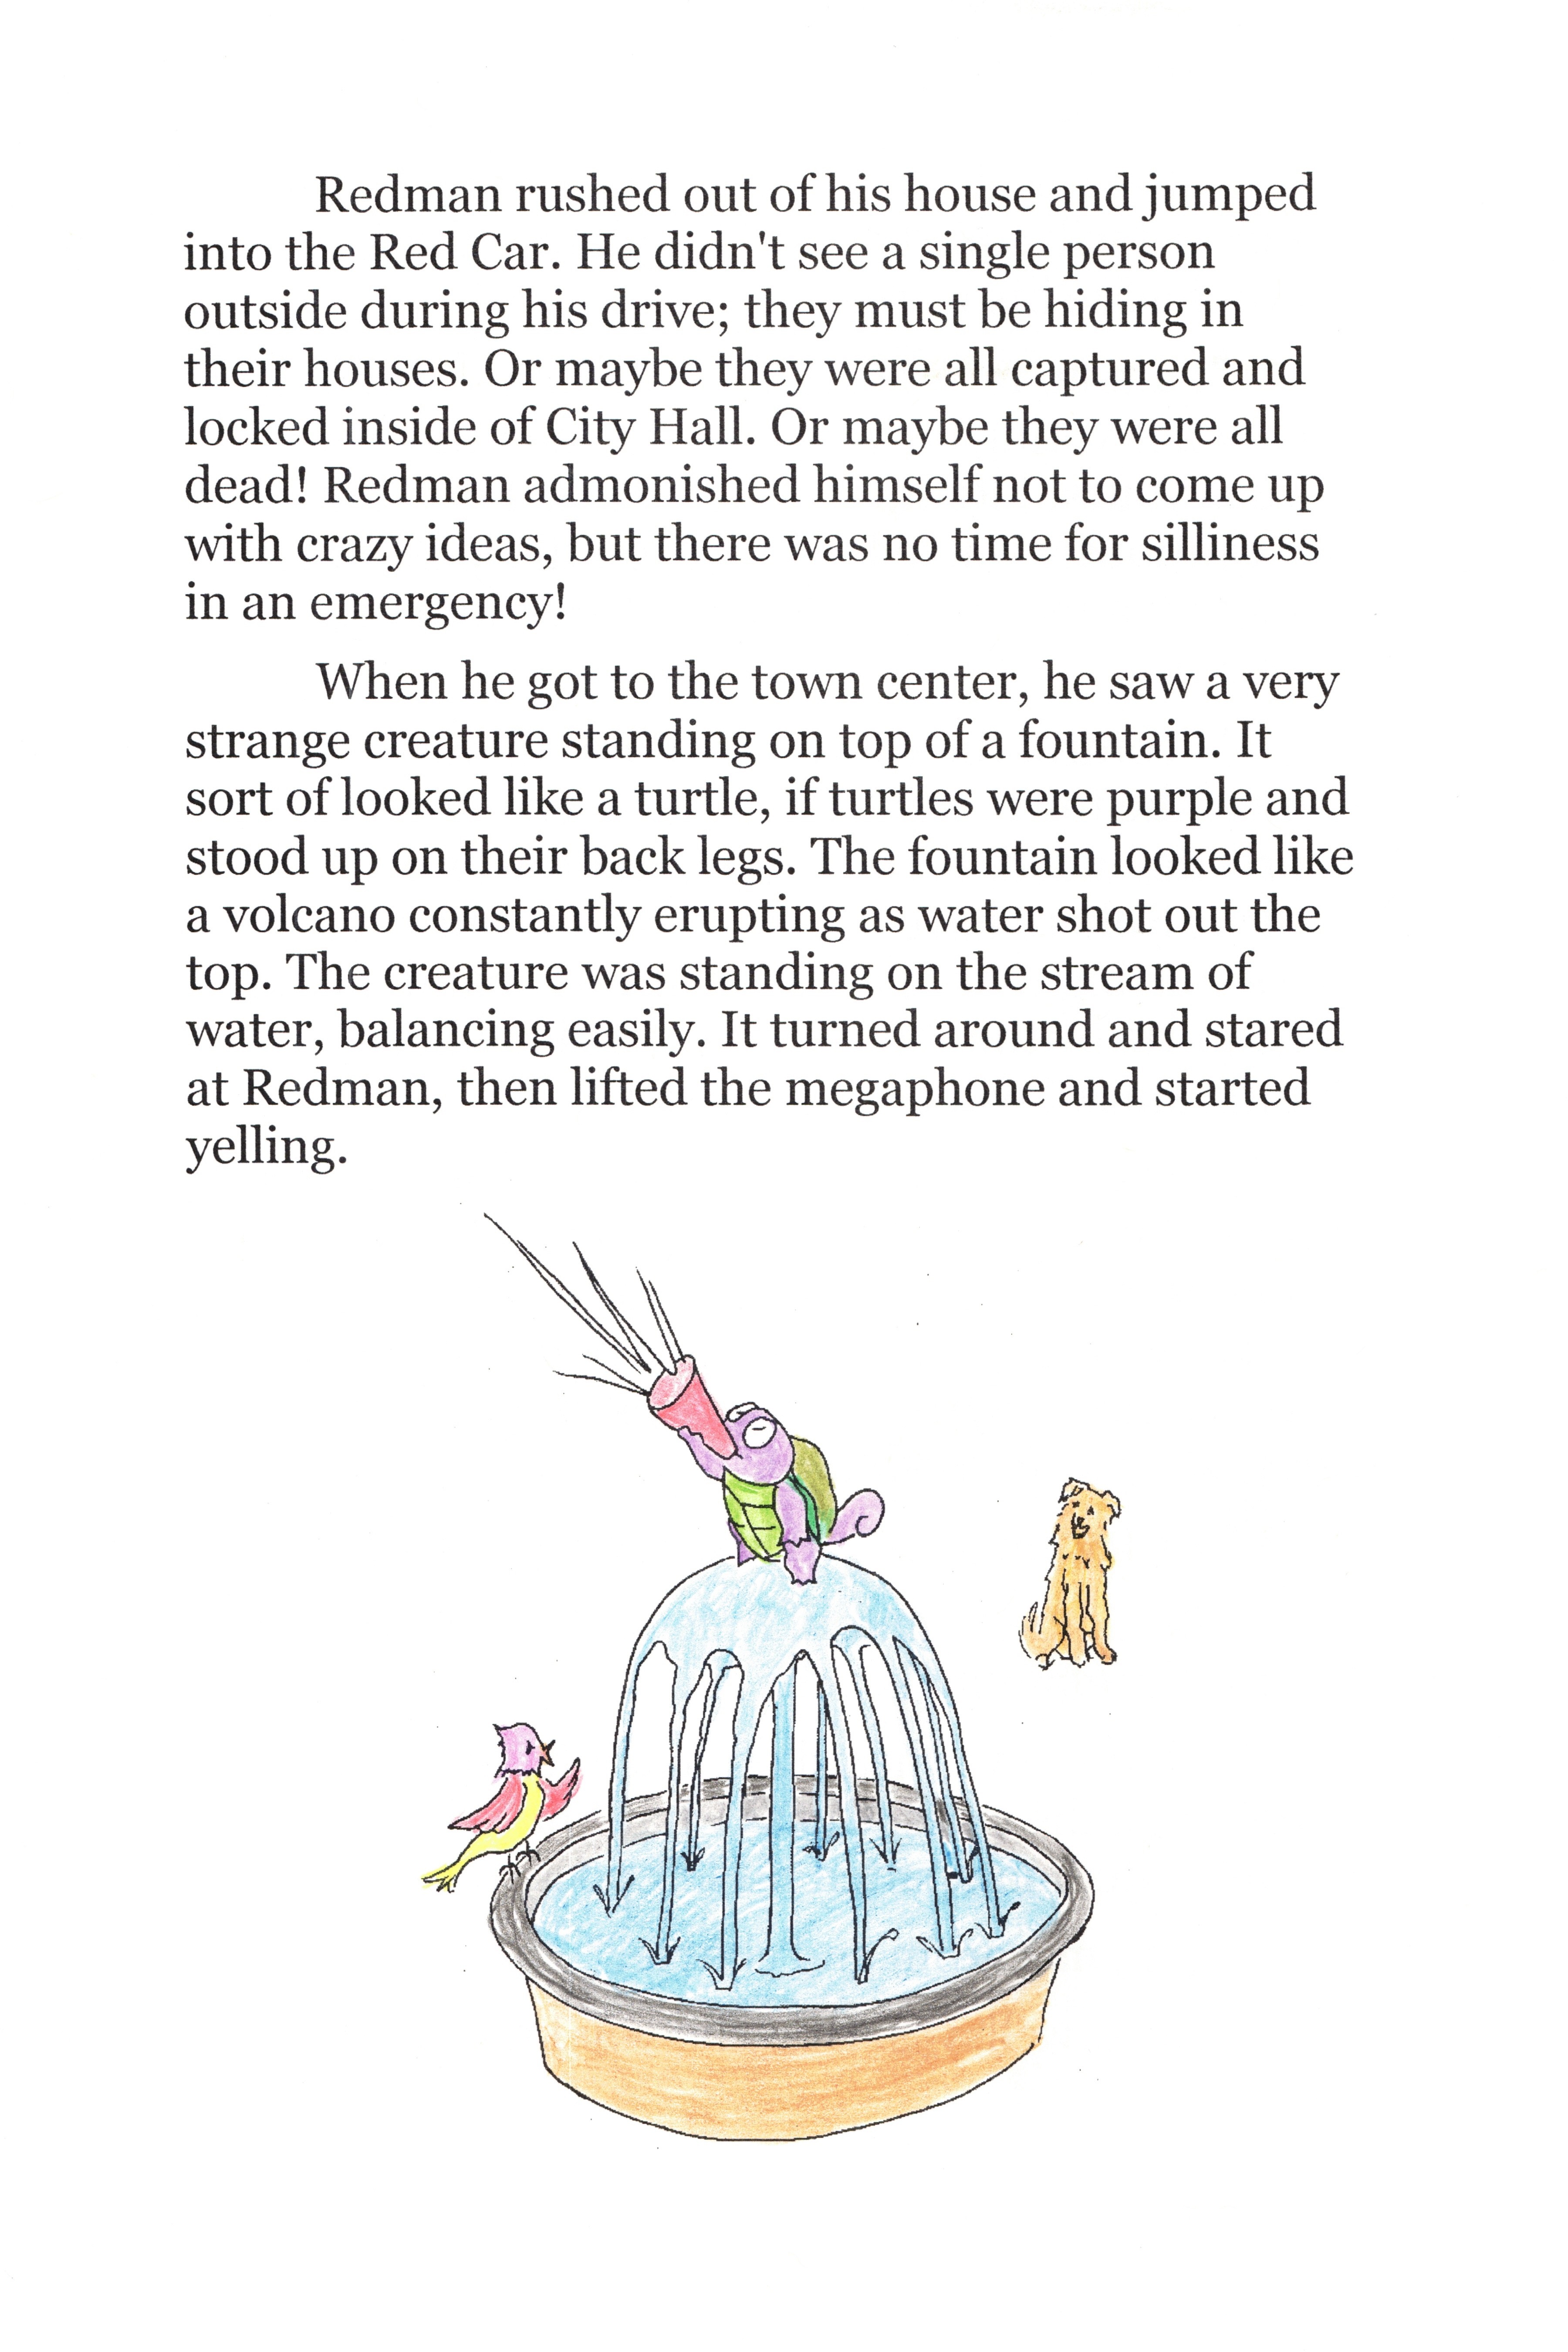 Redman rushed out of his house and jumped
into the Red Car. He didn't see a single person
outside during his drive; they must be hiding in
their houses. Or maybe they were all captured and
locked inside of City Hall. Or maybe they were all
dead! Redman admonished himself not to come up
with crazy ideas, but there was no time for silliness
in an emergency!
When he got to the town center, he saw a very
strange creature standing on top of a fountain. It
sort of looked like a turtle, if turtles were purple and
stood up on their back legs. The fountain looked like
a volcano constantly erupting as water shot out the
top. The creature was standing on the stream of
water, balancing easily. It turned around and stared
at Redman, then lifted the megaphone and started
yelling.